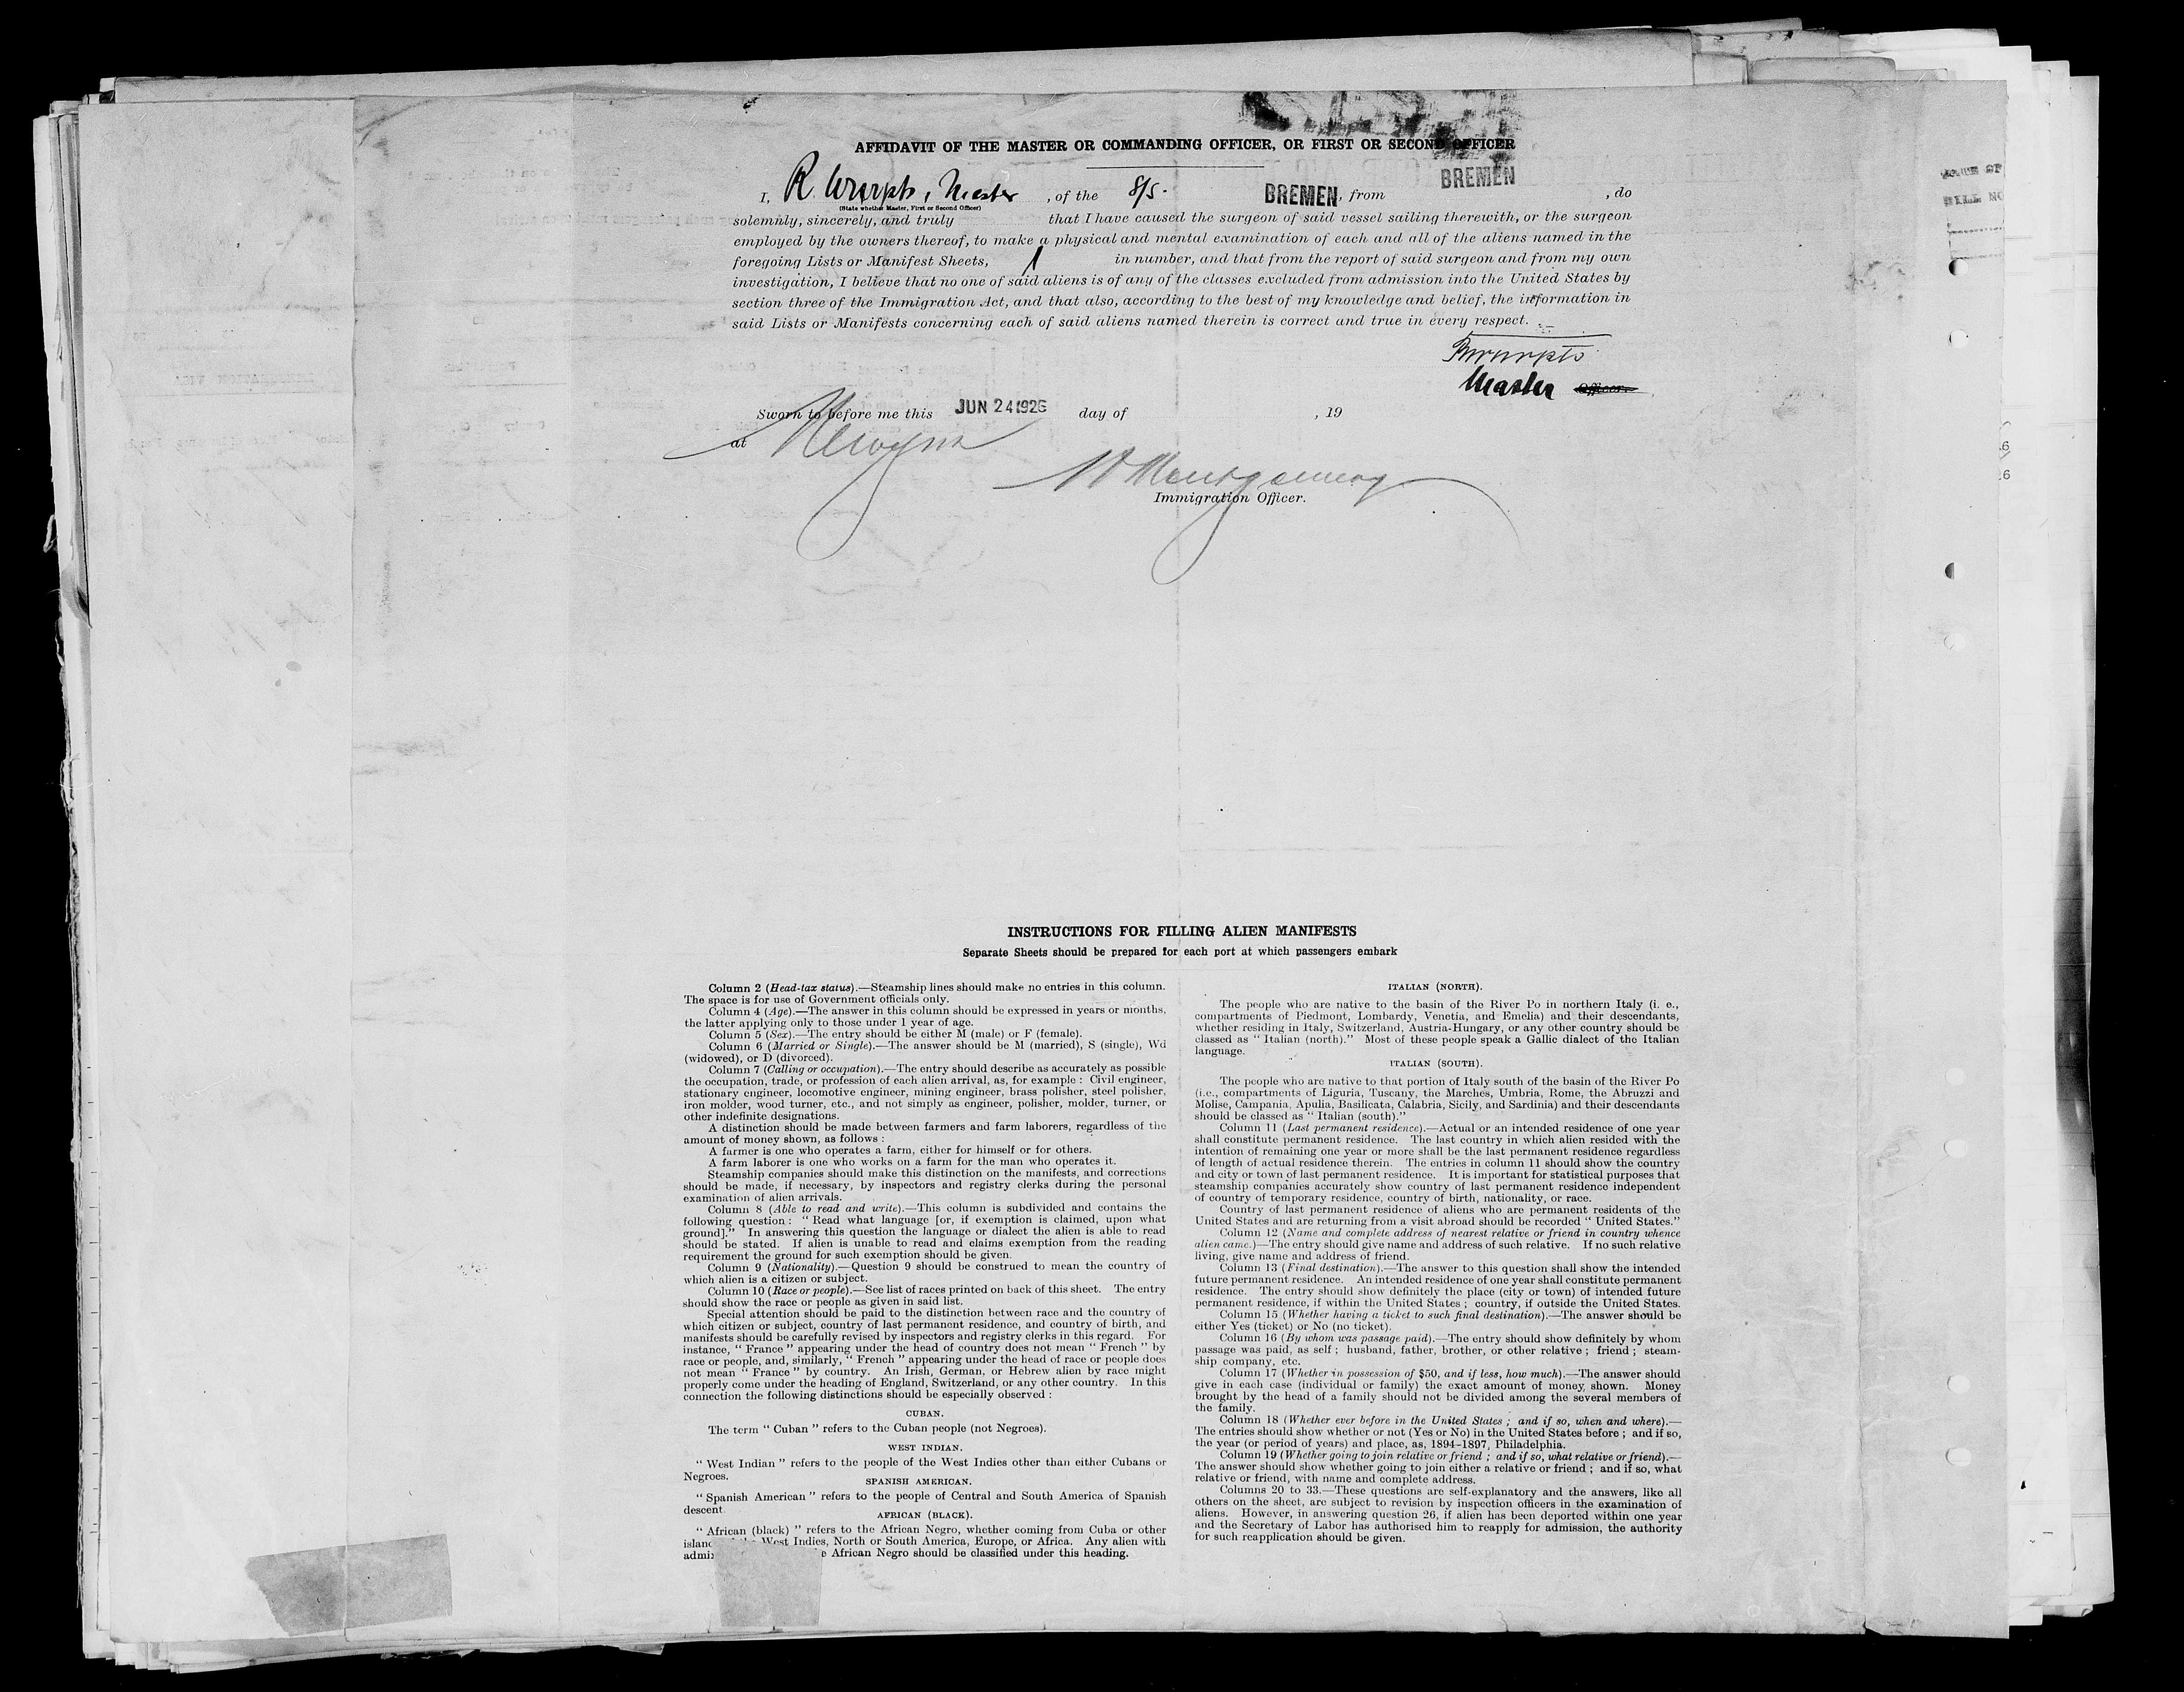 AFFIDAVIT OF THE MASTER OR COMMANDING OFFICER, OR FIRST OR SECOND OFFICER
I, R. Wurpts, Master, of the S/S. BREMEN, from BREMEN, do
(State whether Master, First or Second Officer)
solemnly, sincerely, and truly that I have caused the surgeon of said vessel sailing therewith, or the surgeon
employed by the owners thereof, to make a physical and mental examination of each and all of the aliens named in the
foregoing Lists or Manifest Sheets, 1 in number, and that from the report of said surgeon and from my own
investigation, I believe that no one of said aliens is of any of the classes excluded from admission into the United States by
section three of the Immigration Act, and that also, according to the best of my knowledge and belief, the information in
said Lists or Manifests concerning each of said aliens named therein is correct and true in every respect.
RWurpts
Master Officer.
Sworn to before me this JUN 24 1926 day of , 19
at
Montgomery
Immigration Officer.
INSTRUCTIONS FOR FILLING ALIEN MANIFESTS
Separate Sheets should be prepared for each port at which passengers embark
Column 2 (Head-tax status).—Steamship lines should make no entries in this column.
The space is for use of Government officials only.
Column 4 (Age).—The answer in this column should be expressed in years or months,
the latter applying only to those under 1 year of age.
Column 5 (Sex).—The entry should be either M (male) or F (female).
Column 6 (Married or Single).—The answer should be M (married), S (single), Wd
(widowed), or D (divorced).
Column 7 (Calling or occupation).—The entry should describe as accurately as possible
the occupation, trade, or profession of each alien arrival, as, for example : Civil engineer,
stationary engineer, locomotive engineer, mining engineer, brass polisher, steel polisher,
iron molder, wood turner, etc., and not simply as engineer, polisher, molder, turner, or
other indefinite designations.
A distinction should be made between farmers and farm laborers, regardless of the
amount of money shown, as follows :
A farmer is one who operates a farm, either for himself or for others.
A farm laborer is one who works on a farm for the man who operates it.
Steamship companies should make this distinction on the manifests, and corrections
should be made, if necessary, by inspectors and registry clerks during the personal
examination of alien arrivals.
Column 8 (Able to read and write).—This column is subdivided and contains the
following question : " Read what language [or, if exemption is claimed, upon what
ground]." In answering this question the language or dialect the alien is able to read
should be stated. If alien is unable to read and claims exemption from the reading
requirement the ground for such exemption should be given.
Column 9 (Nationality).—Question 9 should be construed to mean the country of
which alien is a citizen or subject.
Column 10 (Race or people).—See list of races printed on back of this sheet. The entry
should show the race or people as given in said list.
Special attention should be paid to the distinction between race and the country of
which citizen or subject, country of last permanent residence, and country of birth, and
manifests should be carefully revised by inspectors and registry clerks in this regard. For
instance, " France " appearing under the head of country does not mean " French " by
race or people, and, similarly, " French " appearing under the head of race or people does
not mean " France " by country. An Irish, German, or Hebrew alien by race might
properly come under the heading of England, Switzerland, or any other country. In this
connection the following distinctions should be especially observed :
CUBAN.
The term " Cuban " refers to the Cuban people (not Negroes).
WEST INDIAN.
" West Indian " refers to the people of the West Indies other than either Cubans or
Negroes.
SPANISH AMERICAN.
" Spanish American " refers to the people of Central and South America of Spanish
descent.
AFRICAN (BLACK).
" African (black) " refers to the African Negro, whether coming from Cuba or other
West Indies, North or South America, Europe, or Africa. Any alien with
African Negro should be classified under this heading.
ITALIAN (NORTH).
The people who are native to the basin of the River Po in northern Italy (i. e.,
compartments of Piedmont, Lombardy, Venetia, and Emelia) and their descendants,
whether residing in Italy, Switzerland, Austria-Hungary, or any other country should be
classed as " Italian (north)." Most of these people speak a Gallic dialect of the Italian
language.
ITALIAN (SOUTH).
The people who are native to that portion of Italy south of the basin of the River Po
(i.e., compartments of Liguria, Tuscany, the Marches, Umbria, Rome, the Abruzzi and
Molise, Campania, Apulia, Basilicata, Calabria, Sicily, and Sardinia) and their descendants
should be classed as " Italian (south)."
Column 11 (Last permanent residence).—Actual or an intended residence of one year
shall constitute permanent residence. The last country in which alien resided with the
intention of remaining one year or more shall be the last permanent residence regardless
of length of actual residence therein. The entries in column 11 should show the country
and city or town of last permanent residence. It is important for statistical purposes that
steamship companies accurately show country of last permanent residence independent
of country of temporary residence, country of birth, nationality, or race.
Country of last permanent residence of aliens who are permanent residents of the
United States and are returning from a visit abroad should be recorded " United States."
Column 12 (Name and complete address of nearest relative or friend in country whence
alien came.)—The entry should give name and address of such relative. If no such relative
living, give name and address of friend.
Column 13 (Final destination).—The answer to this question shall show the intended
future permanent residence. An intended residence of one year shall constitute permanent
residence. The entry should show definitely the place (city or town) of intended future
permanent residence, if within the United States ; country, if outside the United States.
Column 15 (Whether having a ticket to such final destination).—The answer should be
either Yes (ticket) or No (no ticket).
Column 16 (By whom was passage paid).—The entry should show definitely by whom
passage was paid, as self ; husband, father, brother, or other relative ; friend ; steam-
ship company, etc.
Column 17 (Whether in possession of $50, and if less, how much).—The answer should
give in each case (individual or family) the exact amount of money shown. Money
brought by the head of a family should not be divided among the several members of
the family.
Column 18 (Whether ever before in the United States ; and if so, when and where).—
The entries should show whether or not (Yes or No) in the United States before ; and if so,
the year (or period of years) and place, as, 1894-1897, Philadelphia.
Column 19 (Whether going to join relative or friend ; and if so, what relative or friend).—
The answer should show whether going to join either a relative or friend ; and if so, what
relative or friend, with name and complete address.
Columns 20 to 33.—These questions are self-explanatory and the answers, like all
others on the sheet, are subject to revision by inspection officers in the examination of
aliens. However, in answering question 26, if alien has been deported within one year
and the Secretary of Labor has authorised him to reapply for admission, the authority
for such reapplication should be given.